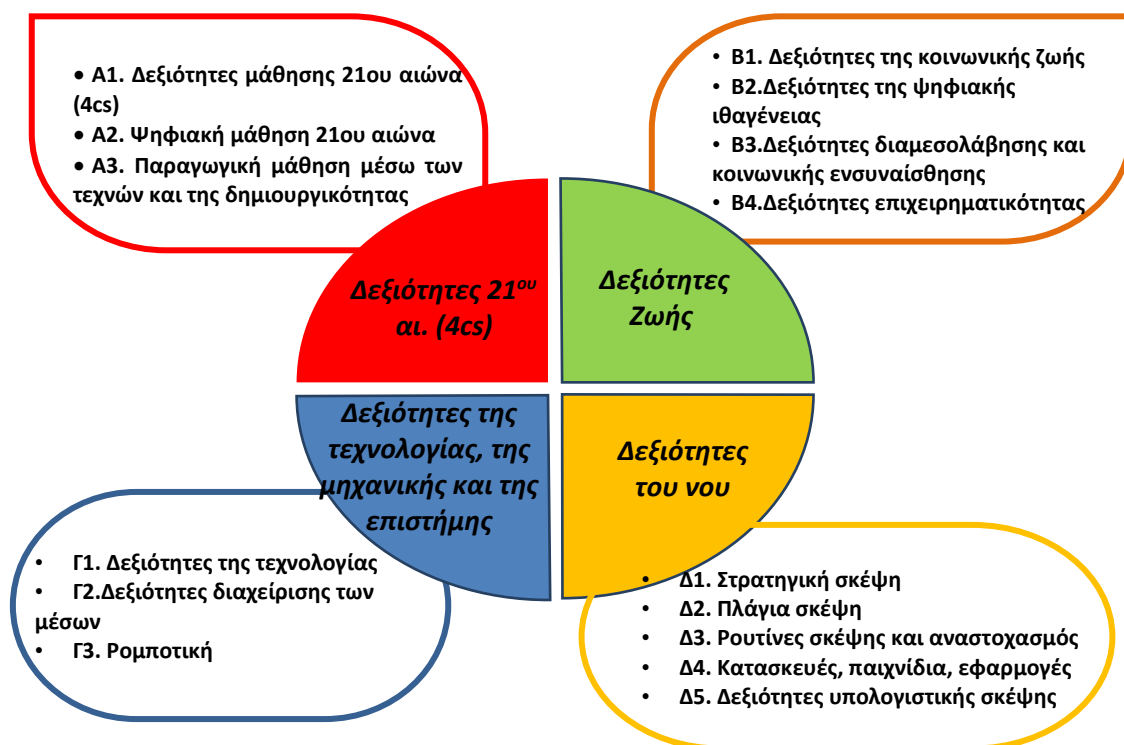 • Α1. Δεξιότητες μάθησης 21ου αιώνα
(4cs)
• Α2. Ψηφιακή μάθηση 21ου αιώνα
• Α3. Παραγωγική μάθηση μέσω των
τεχνών και της δημιουργικότητας
• Β1. Δεξιότητες της κοινωνικής ζωής
• Β2.Δεξιότητες της ψηφιακής
ιθαγένειας
• Β3.Δεξιότητες διαμεσολάβησης και
κοινωνικής ενσυναίσθησης
• Β4.Δεξιότητες επιχειρηματικότητας
Δεξιότητες 21ου
αι. (4cs)
Δεξιότητες
Ζωής
Δεξιότητες της
τεχνολογίας, της
μηχανικής και της
επιστήμης
Δεξιότητες
του νου
• Γ1. Δεξιότητες της τεχνολογίας
• Γ2.Δεξιότητες διαχείρισης των
μέσων
• Γ3. Ρομποτική
• Δ1. Στρατηγική σκέψη
• Δ2. Πλάγια σκέψη
• Δ3. Ρουτίνες σκέψης και αναστοχασμός
• Δ4. Κατασκευές, παιχνίδια, εφαρμογές
• Δ5. Δεξιότητες υπολογιστικής σκέψης